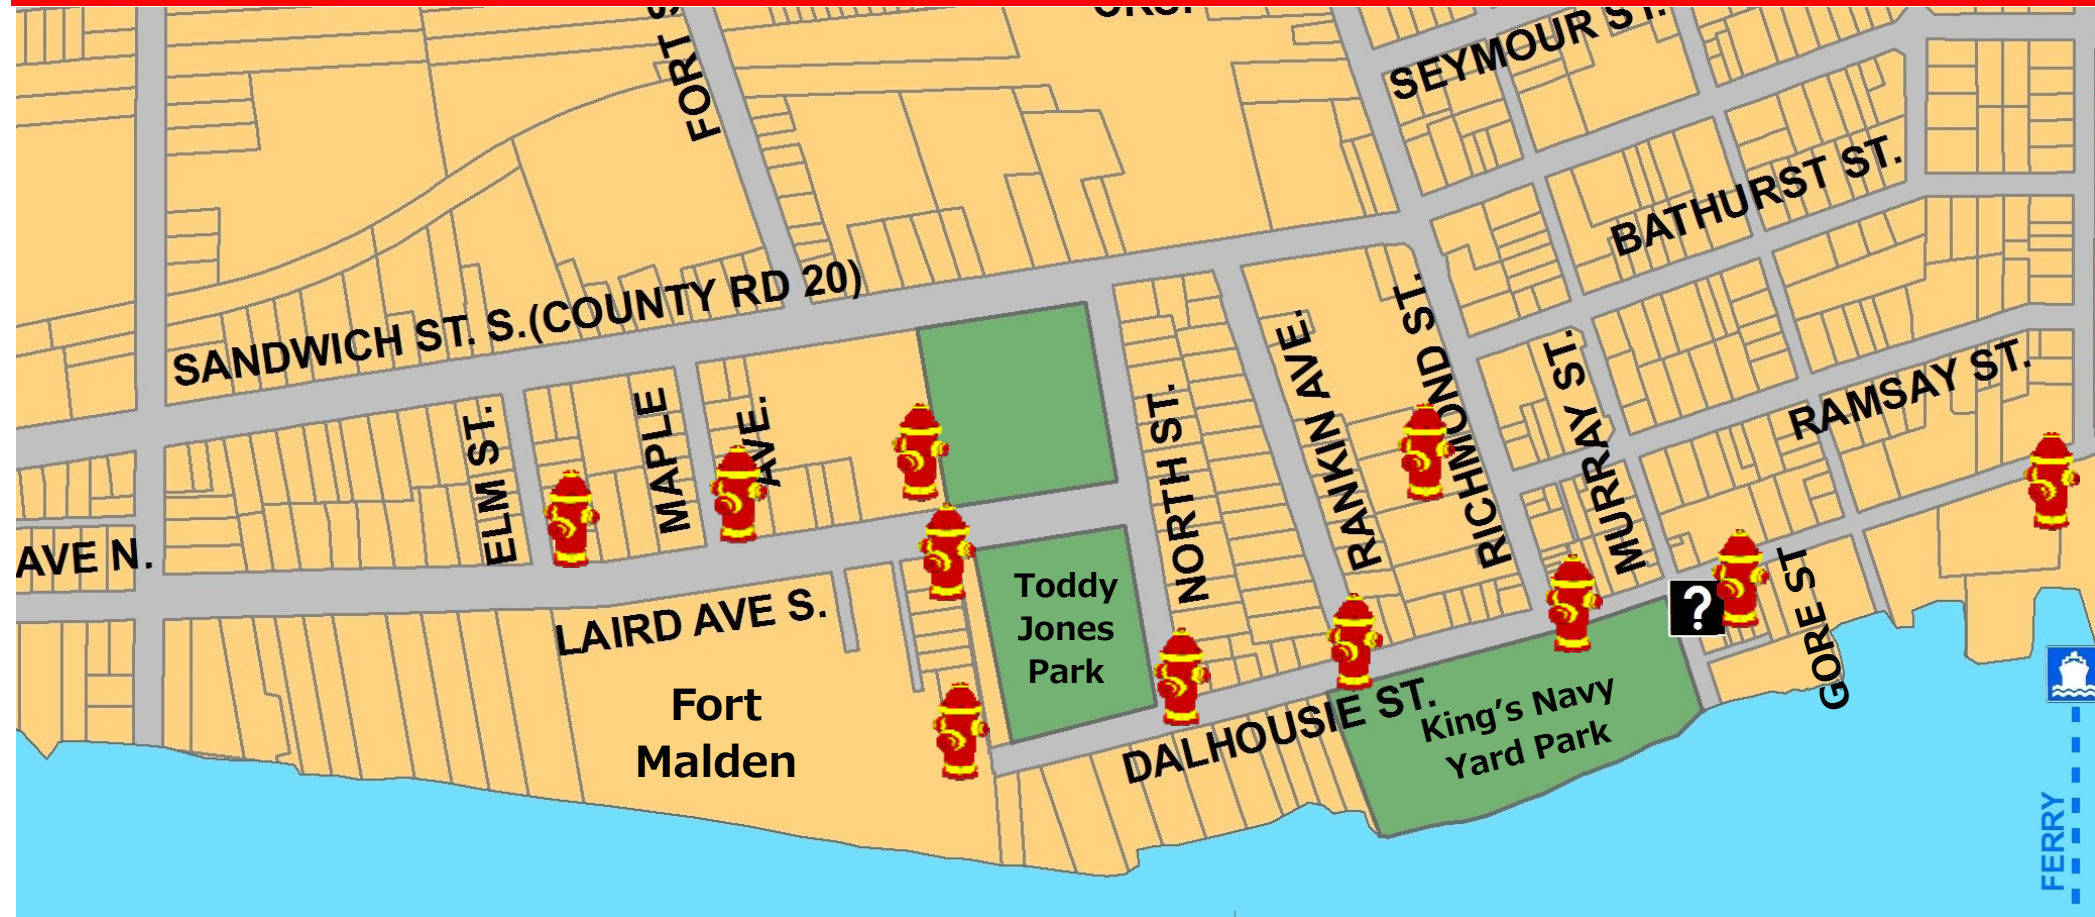 FORT S
SEYMOUR ST.
BATHURST ST.
SANDWICH ST. S.(COUNTY RD 20)
RAMSAY ST.
ELM ST.
MAPLE
AVE.
NORTH ST.
RANKIN AVE.
RICHMOND ST.
MURRAY ST.
GORE ST
AVE N.
LAIRD AVE S.
Toddy
Jones
Park
Fort
Malden
DALHOUSIE ST.
King's Navy
Yard Park
?
FERRY